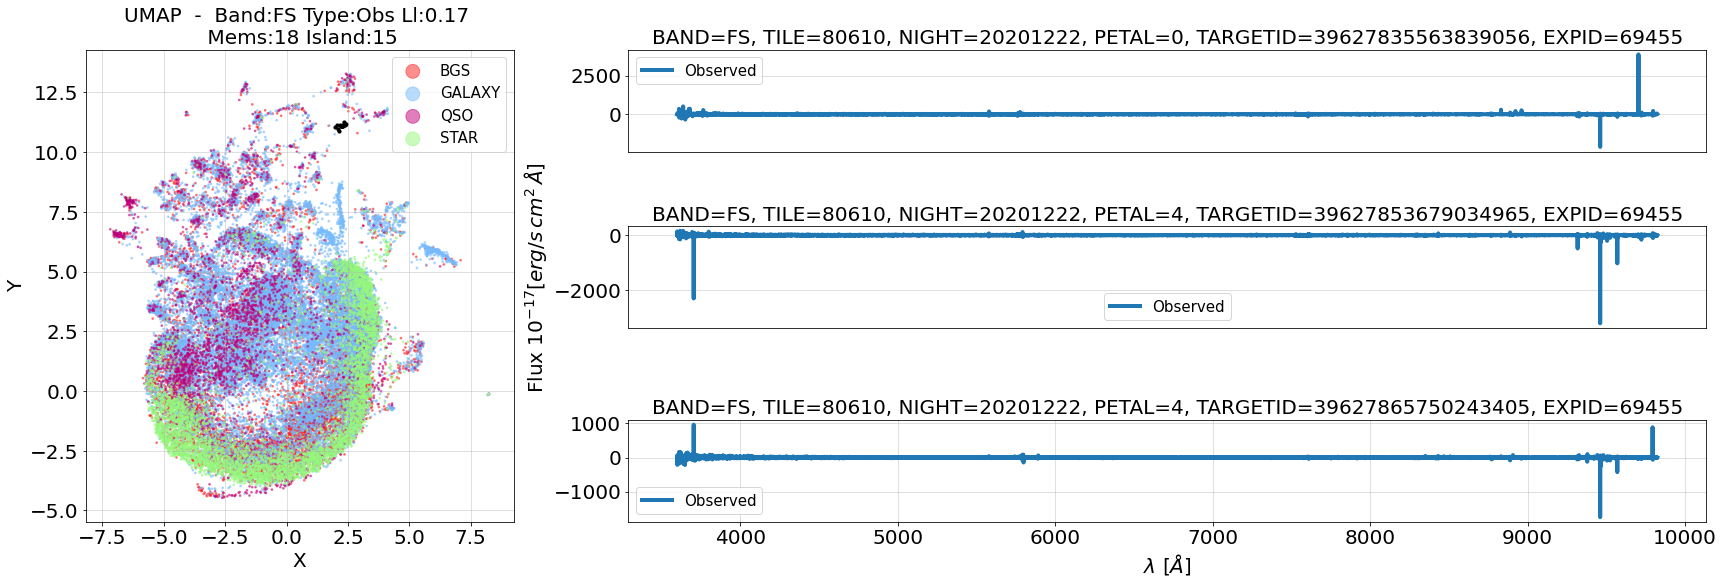 UMAP  -  Band:FS Type:Obs Ll:0.17
Mems:18 Island:15
BGS
GALAXY
QSO
STAR
12.5
10.0
7.5
5.0
2.5
0.0
−2.5
−5.0
Y
−7.5 −5.0 −2.5 0.0 2.5 5.0 7.5
X
Flux 10⁻¹⁷[erg/s cm² Å]
BAND=FS, TILE=80610, NIGHT=20201222, PETAL=0, TARGETID=39627835563839056, EXPID=69455
2500
0
Observed
BAND=FS, TILE=80610, NIGHT=20201222, PETAL=4, TARGETID=39627853679034965, EXPID=69455
0
−2000
Observed
BAND=FS, TILE=80610, NIGHT=20201222, PETAL=4, TARGETID=39627865750243405, EXPID=69455
1000
0
−1000
Observed
4000 5000 6000 7000 8000 9000 10000
λ [Å]